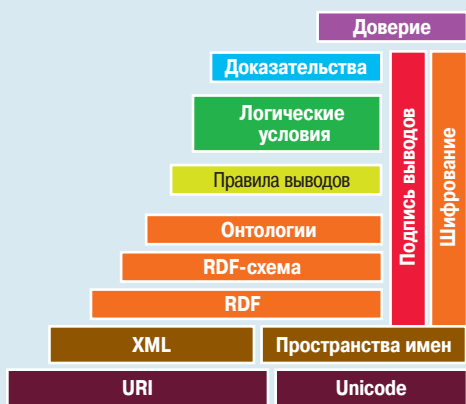 Доверие
Доказательства
Логические
условия
Правила выводов
Онтологии
RDF-схема
RDF
Подпись выводов
Шифрование
XML
Пространства имен
URI
Unicode